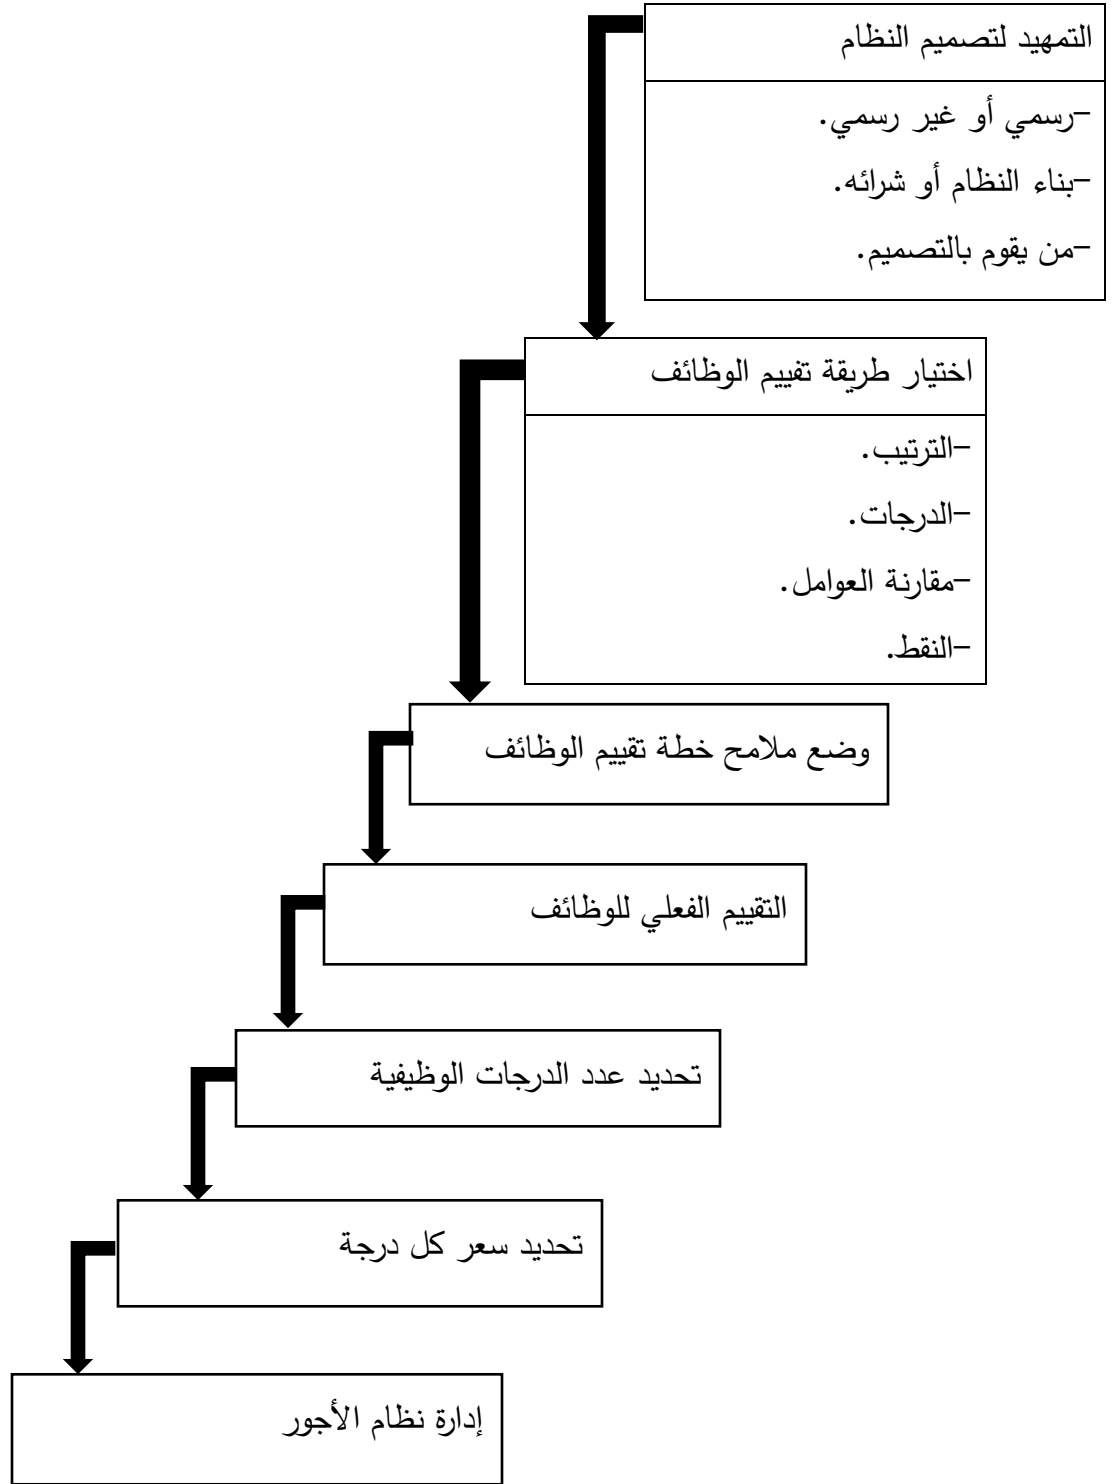 التمهيد لتصميم النظام
-رسمي أو غير رسمي.
-بناء النظام أو شرائه.
-من يقوم بالتصميم.
اختيار طريقة تفييم الوظائف
-الترتيب.
-الدرجات.
-مقارنة العوامل.
-النقط.
وضع ملامح خطة تقييم الوظائف
التقييم الفعلي للوظائف
تحديد عدد الدرجات الوظيفية
تحديد سعر كل درجة
إدارة نظام الأجور